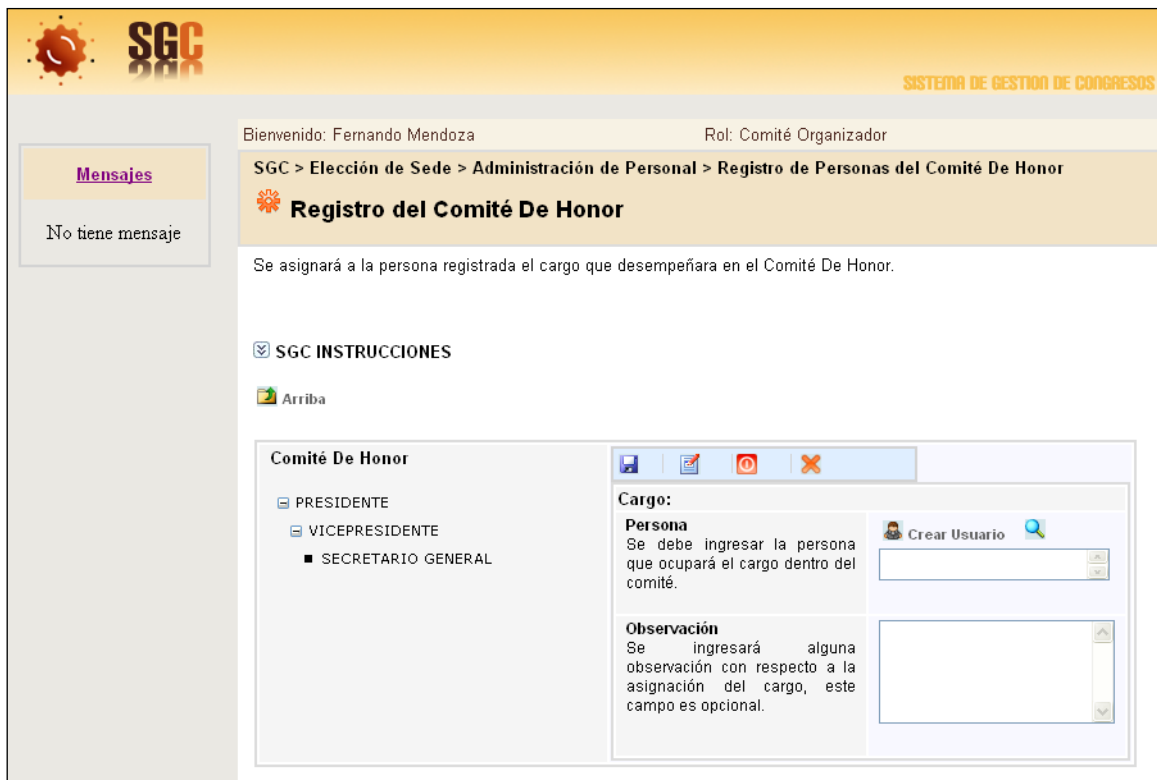 SGC
SISTEMA DE GESTION DE CONGRESOS
Bienvenido: Fernando Mendoza
Rol: Comité Organizador
Mensajes
No tiene mensaje
SGC > Elección de Sede > Administración de Personal > Registro de Personas del Comité De Honor
Registro del Comité De Honor
Se asignará a la persona registrada el cargo que desempeñara en el Comité De Honor.
SGC INSTRUCCIONES
Arriba
Comité De Honor
PRESIDENTE
VICEPRESIDENTE
SECRETARIO GENERAL
Cargo:
Persona
Se debe ingresar la persona
que ocupará el cargo dentro del
comité.
Crear Usuario
Observación
Se ingresará alguna
observación con respecto a la
asignación del cargo, este
campo es opcional.